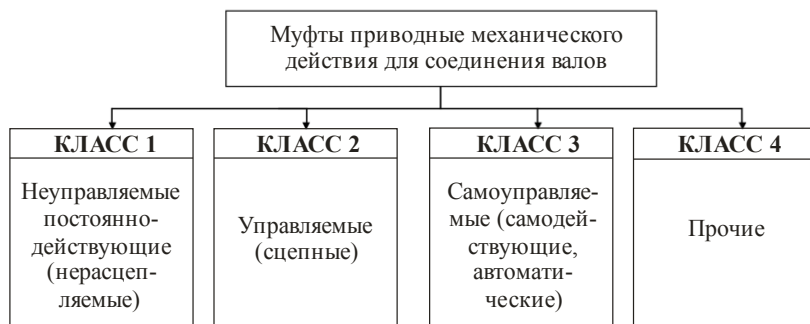 Муфты приводные механического
действия для соединения валов
КЛАСС 1
Неуправляемые
постоянно-
действующие
(нерасцеп-
ляемые)
КЛАСС 2
Управляемые
(сцепные)
КЛАСС 3
Самоуправляе-
мые (самодей-
ствующие,
автомати-
ческие)
КЛАСС 4
Прочие